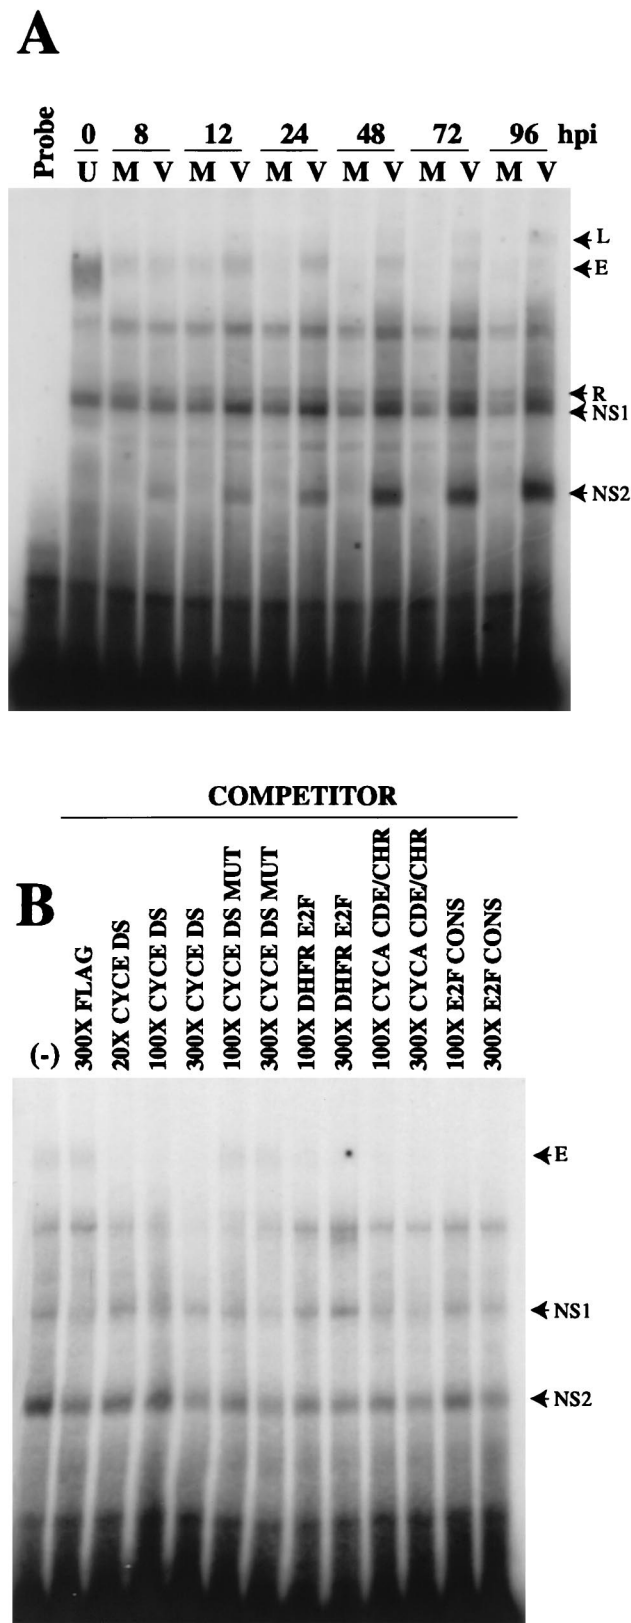 A
Probe
0 8 12 24 48 72 96 hpi
U M V M V M V M V M V M V
L
E
R
NS1
NS2
COMPETITOR
B
(-)
300X FLAG
20X CYCE DS
100X CYCE DS
300X CYCE DS
100X CYCE DS MUT
300X CYCE DS MUT
100X DHFR E2F
300X DHFR E2F
100X CYCA CDE/CHR
300X CYCA CDE/CHR
100X E2F CONS
300X E2F CONS
E
NS1
NS2